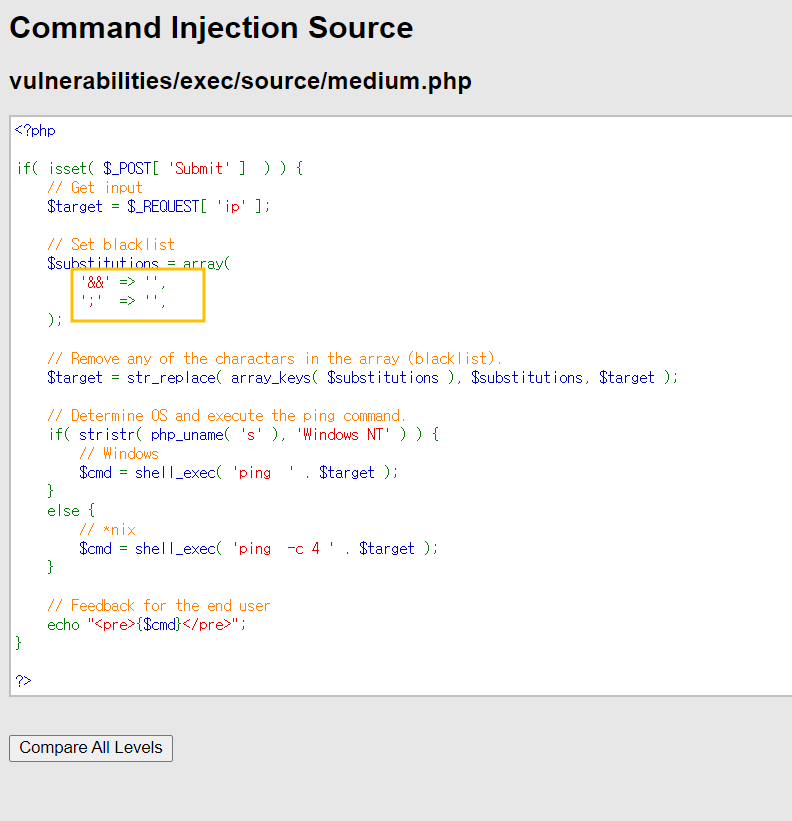 Command Injection Source
vulnerabilities/exec/source/medium.php
<?php
if( isset( $_POST[ 'Submit' ]  ) ) {
    // Get input
    $target = $_REQUEST[ 'ip' ];
    // Set blacklist
    $substitutions = array(
        '&&' => '',
        ';'  => '',
    );
    // Remove any of the charactars in the array (blacklist).
    $target = str_replace( array_keys( $substitutions ), $substitutions, $target );
    // Determine OS and execute the ping command.
    if( stristr( php_uname( 's' ), 'Windows NT' ) ) {
        // Windows
        $cmd = shell_exec( 'ping  ' . $target );
    }
    else {
        // *nix
        $cmd = shell_exec( 'ping  -c 4 ' . $target );
    }
    // Feedback for the end user
    echo "<pre>{$cmd}</pre>";
}
?>
Compare All Levels